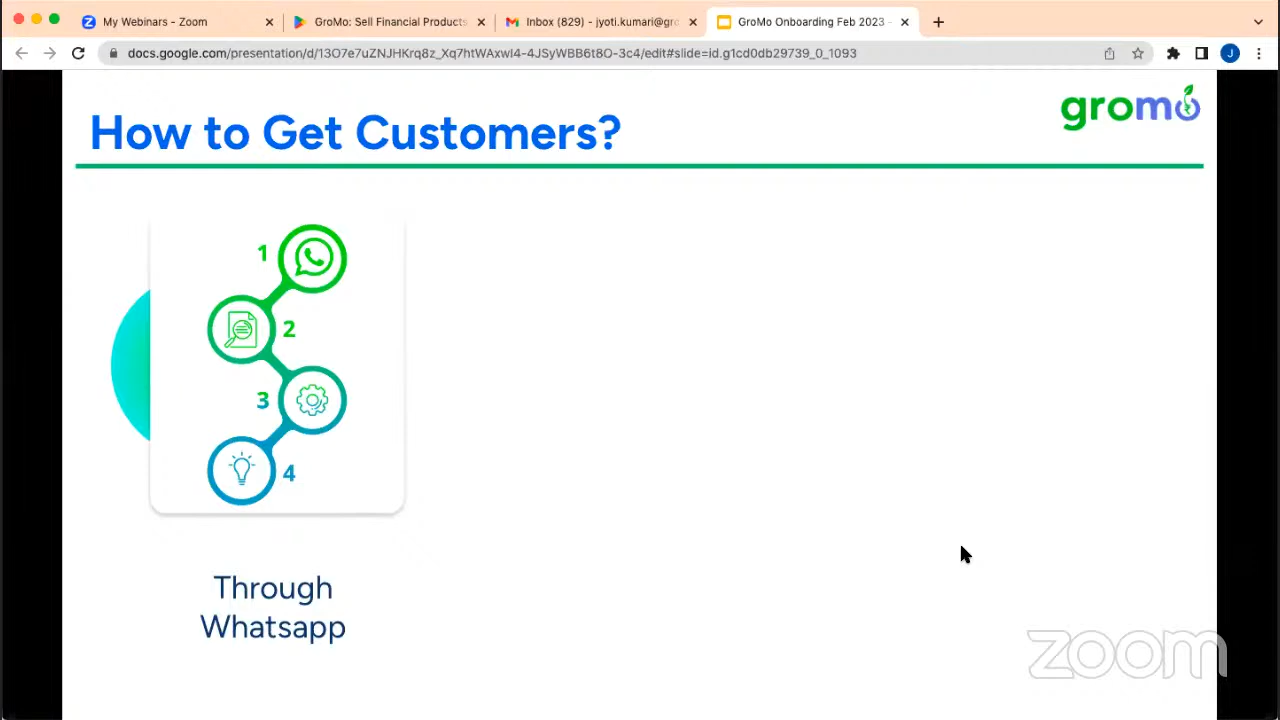 My Webinars - Zoom
GroMo: Sell Financial Products
Inbox (829) - jyoti.kumari@gro
GroMo Onboarding Feb 2023 -
docs.google.com/presentation/d/13O7e7uZNJHKrq8z_Xq7htWAxwI4-4JSyWBB6t8O-3c4/edit#slide=id.g1cd0db29739_0_1093
J
How to Get Customers?
gromo
1
2
3
4
Through
Whatsapp
zoom